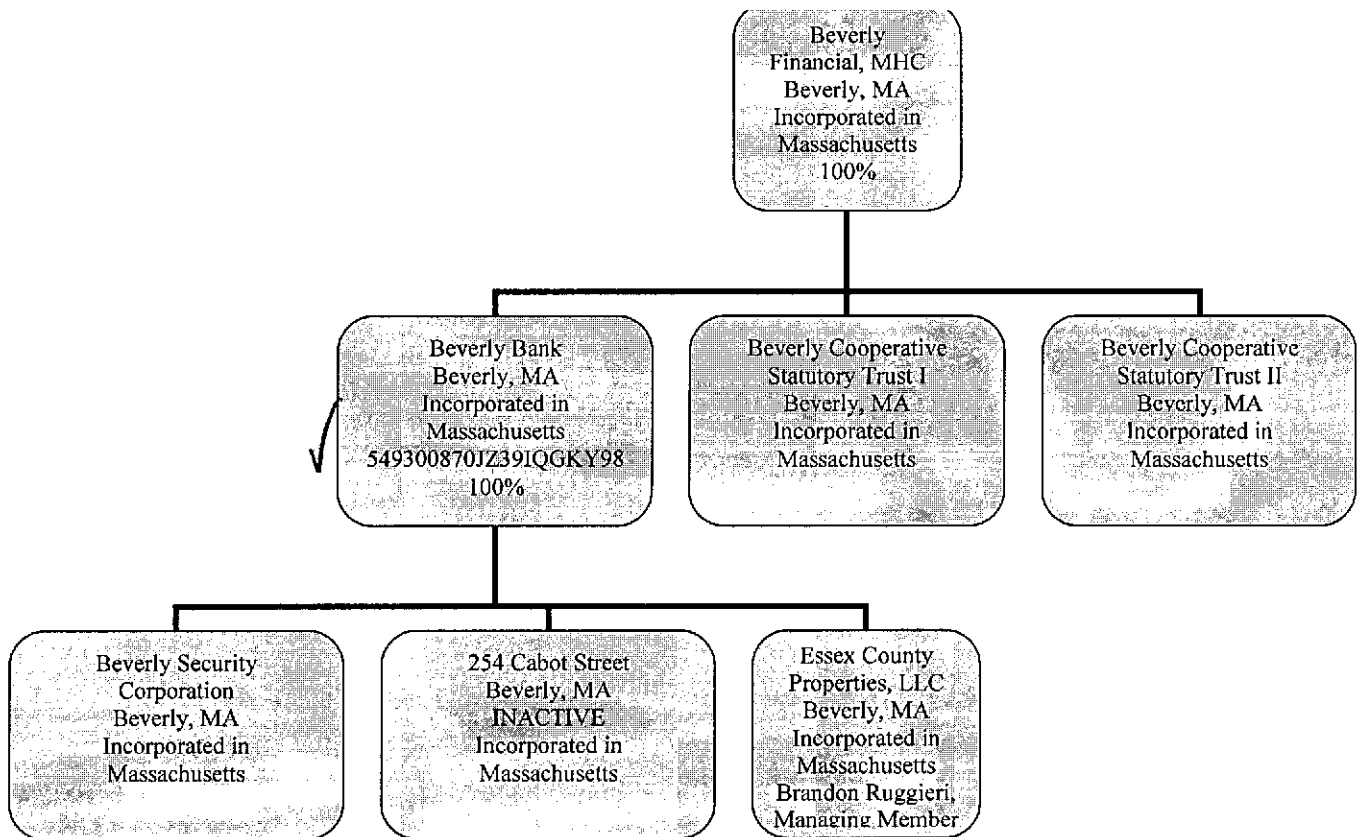 Beverly
Financial, MHC
Beverly, MA
Incorporated in
Massachusetts
100%
Beverly Bank
Beverly, MA
Incorporated in
Massachusetts
549300870JZ39IQGKY98
100%
Beverly Cooperative
Statutory Trust I
Beverly, MA
Incorporated in
Massachusetts
Beverly Cooperative
Statutory Trust II
Beverly, MA
Incorporated in
Massachusetts
Beverly Security
Corporation
Beverly, MA
Incorporated in
Massachusetts
254 Cabot Street
Beverly, MA
INACTIVE
Incorporated in
Massachusetts
Essex County
Properties, LLC
Beverly, MA
Incorporated in
Massachusetts
Brandon Ruggieri,
Managing Member